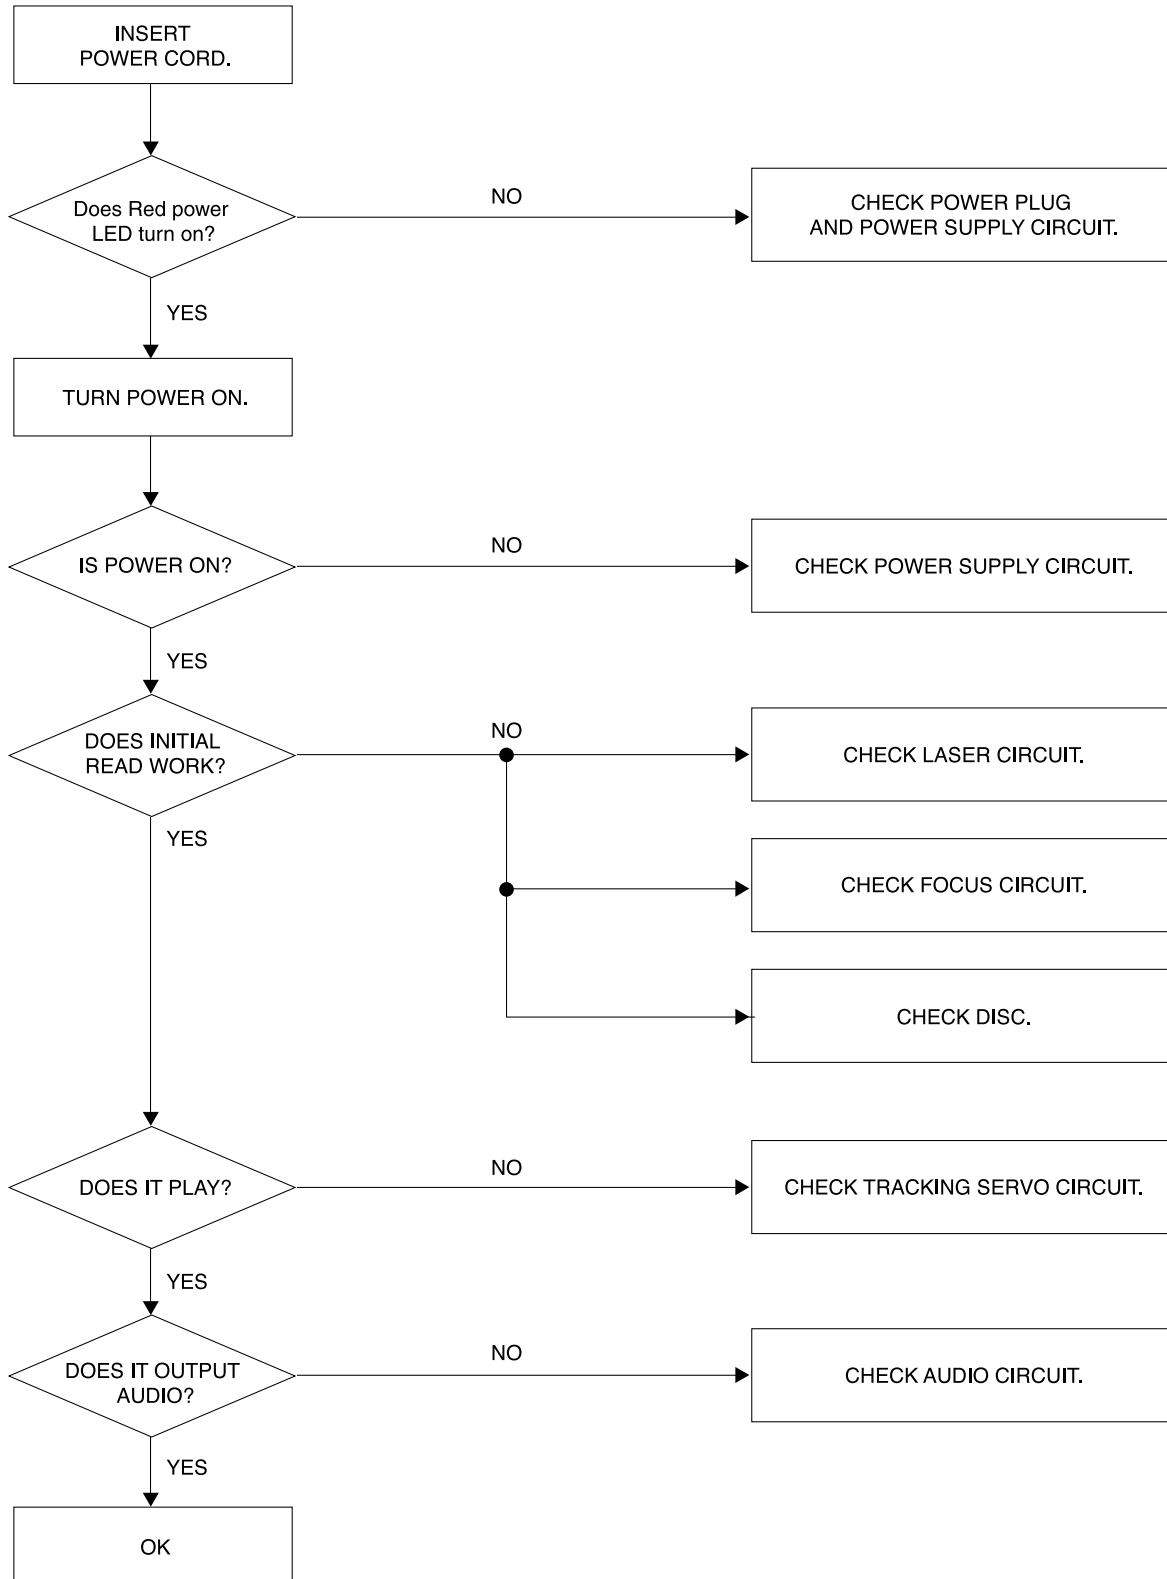 INSERT
POWER CORD.
Does Red power
LED turn on?
NO
CHECK POWER PLUG
AND POWER SUPPLY CIRCUIT.
YES
TURN POWER ON.
IS POWER ON?
NO
CHECK POWER SUPPLY CIRCUIT.
YES
DOES INITIAL
READ WORK?
NO
CHECK LASER CIRCUIT.
YES
CHECK FOCUS CIRCUIT.
CHECK DISC.
DOES IT PLAY?
NO
CHECK TRACKING SERVO CIRCUIT.
YES
DOES IT OUTPUT
AUDIO?
NO
CHECK AUDIO CIRCUIT.
YES
OK